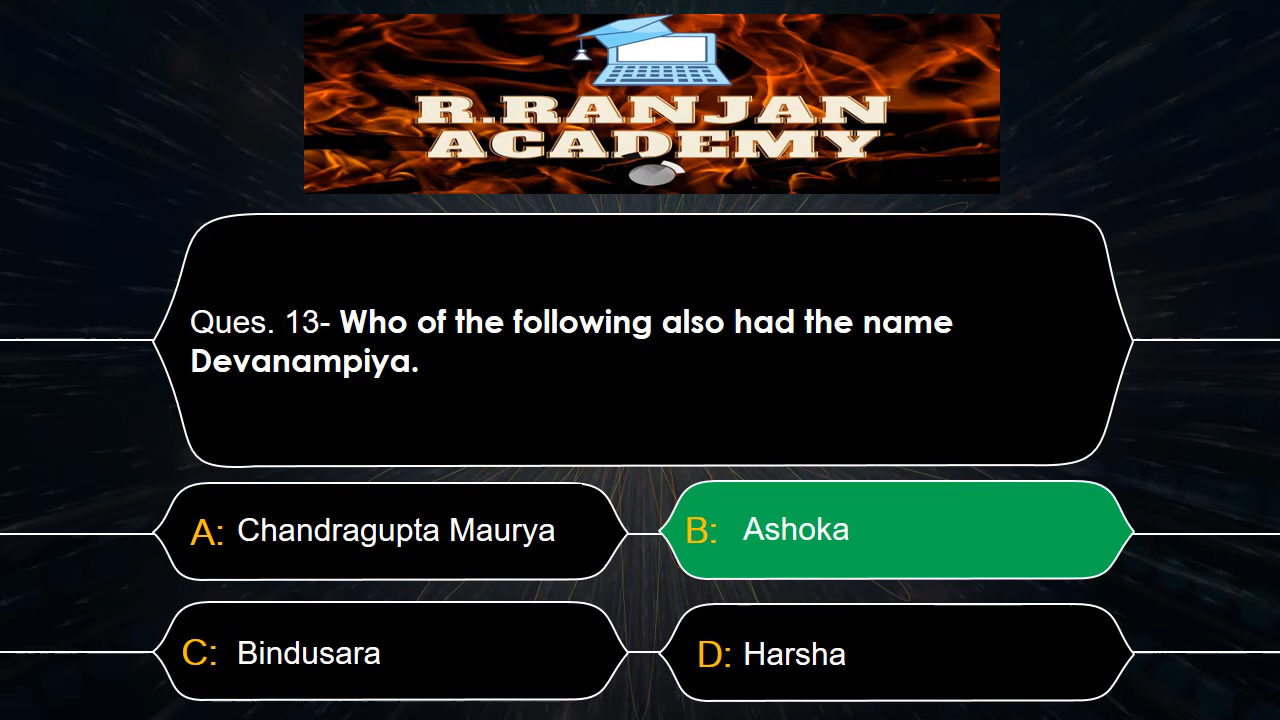 R.RANJAN
ACADEMY
Ques. 13- Who of the following also had the name
Devanampiya.
A: Chandragupta Maurya
B: Ashoka
C: Bindusara
D: Harsha